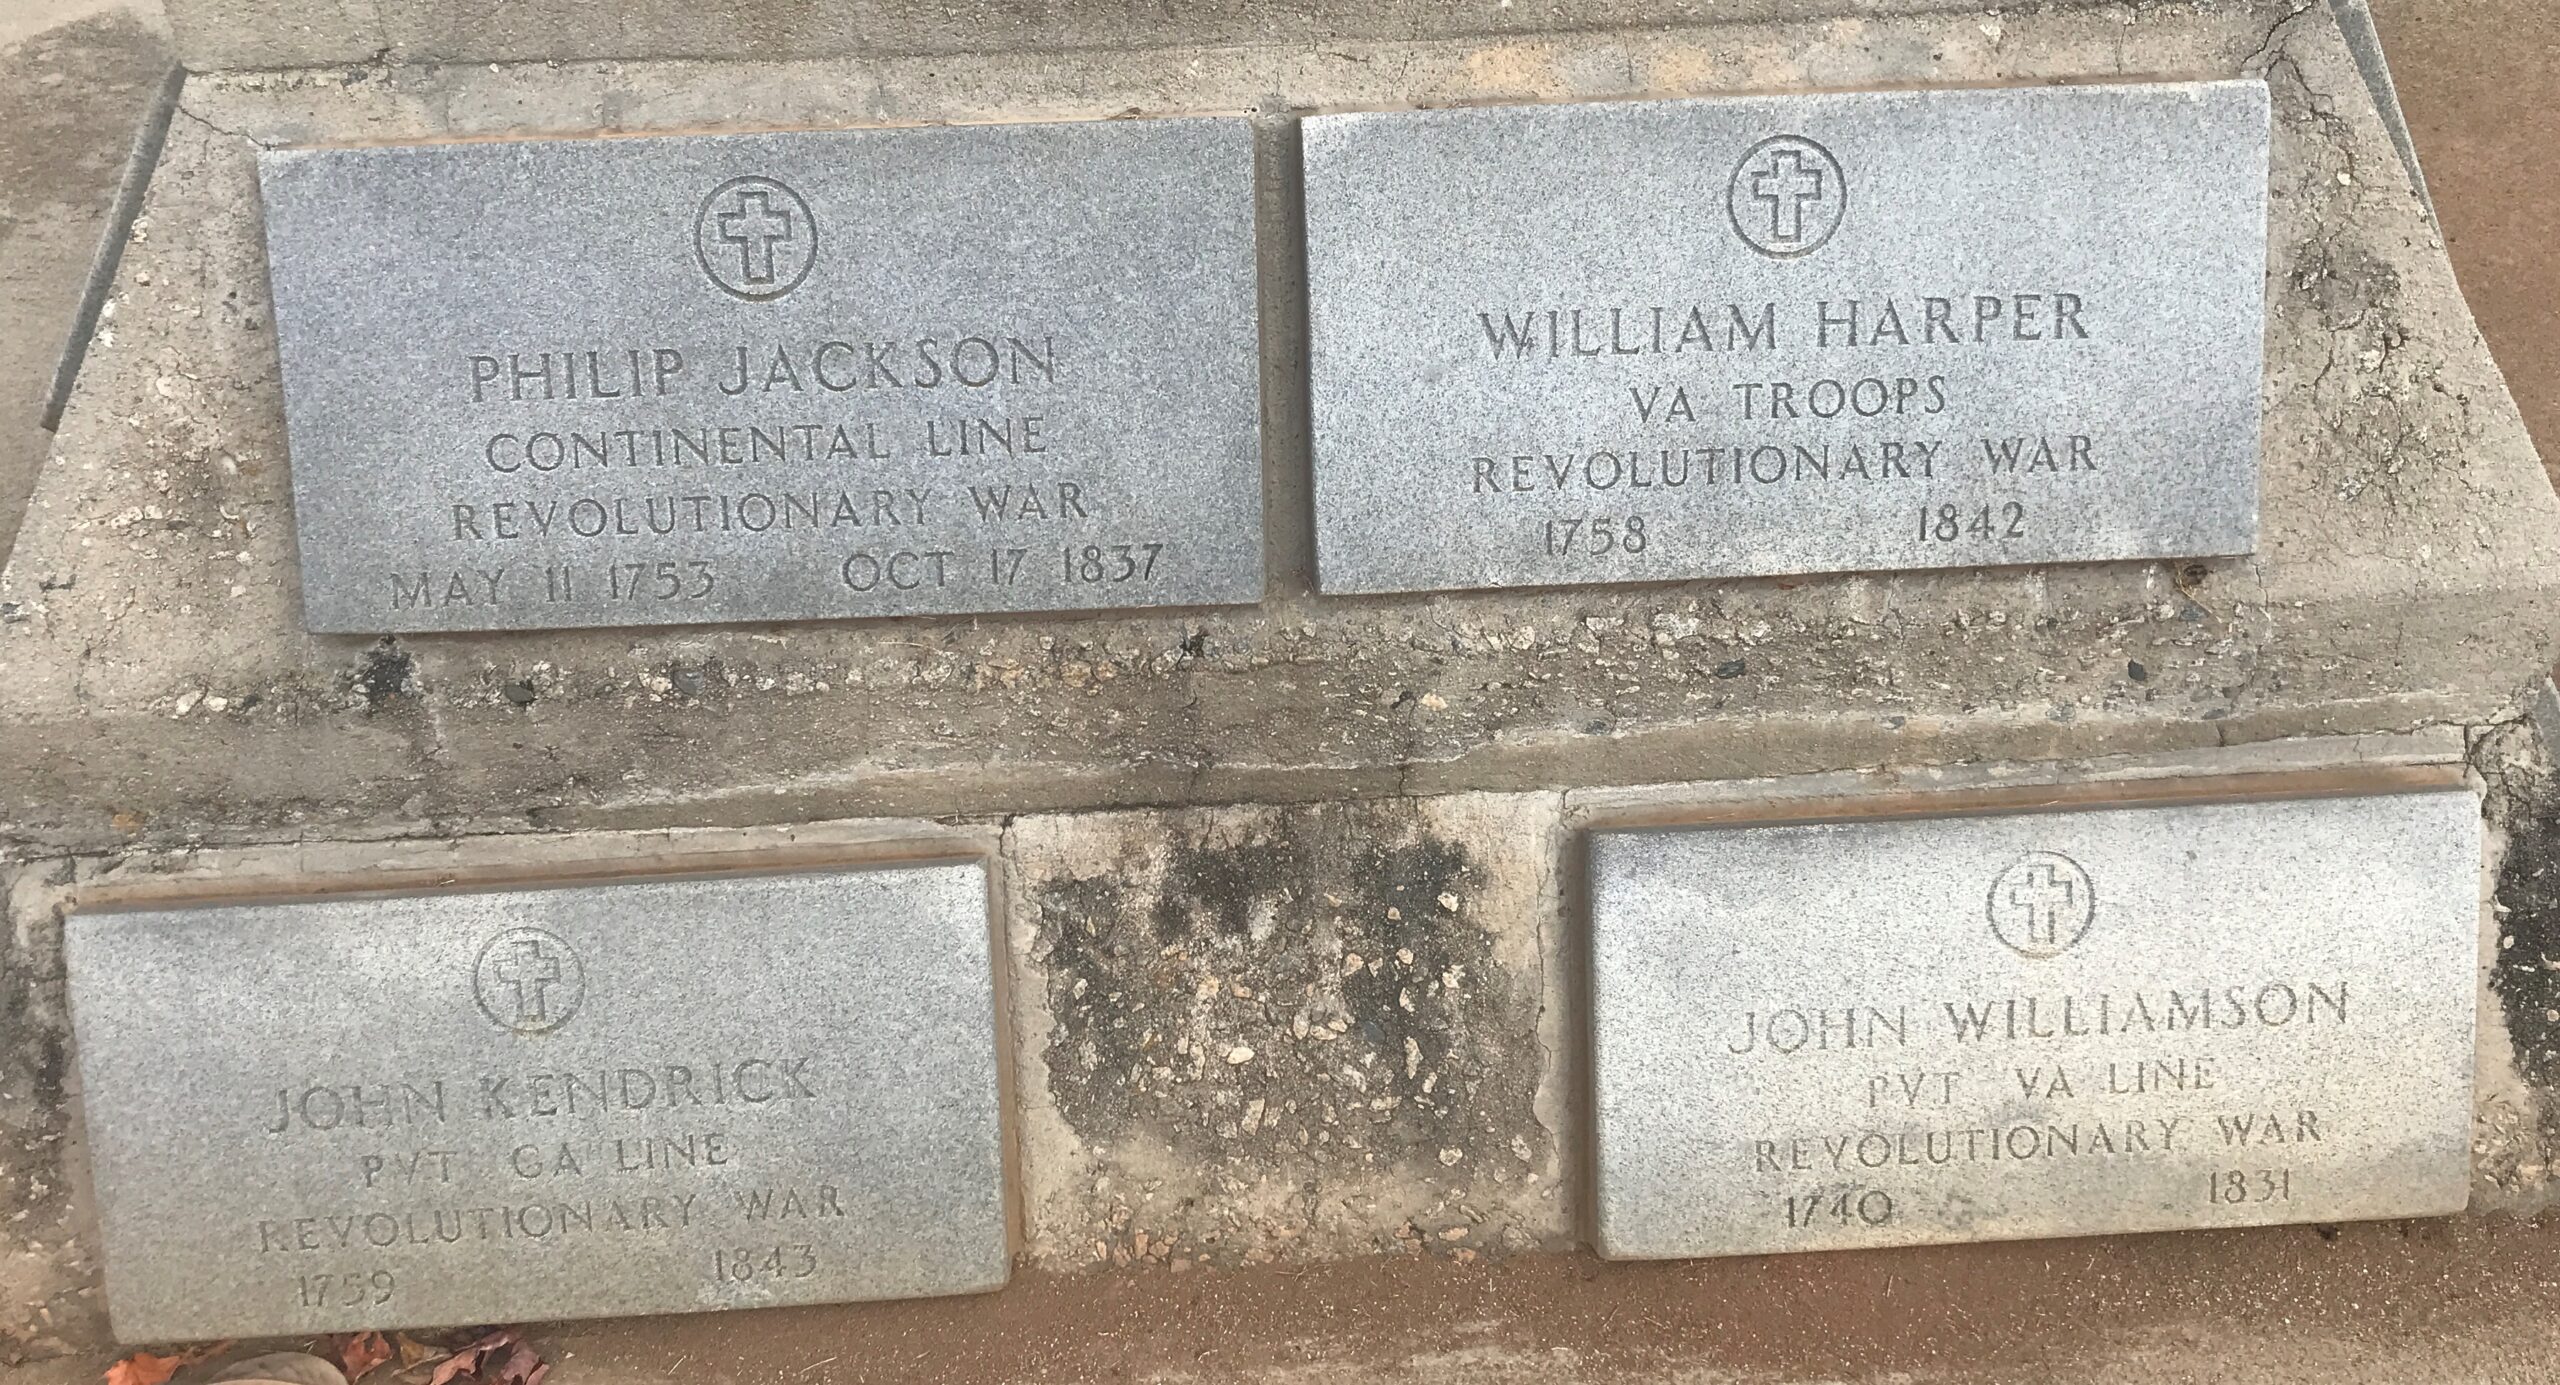 PHILIP JACKSON
CONTINENTAL LINE
REVOLUTIONARY WAR
MAY 11 1753 OCT 17 1837
WILLIAM HARPER
VA TROOPS
REVOLUTIONARY WAR
1758 1842
JOHN KENDRICK
PVT GA LINE
REVOLUTIONARY WAR
1759 1843
JOHN WILLIAMSON
PVT VA LINE
REVOLUTIONARY WAR
1740 1831